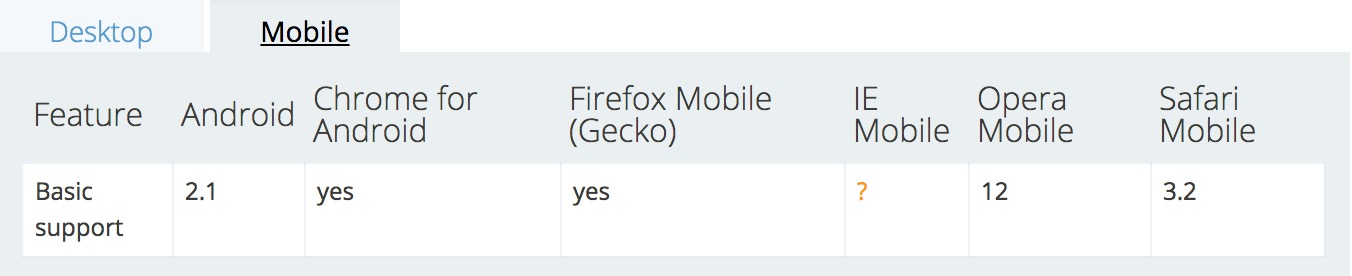 Desktop Mobile
Feature Android Chrome for Android Firefox Mobile (Gecko) IE Mobile Opera Mobile Safari Mobile
Basic support 2.1 yes yes ? 12 3.2